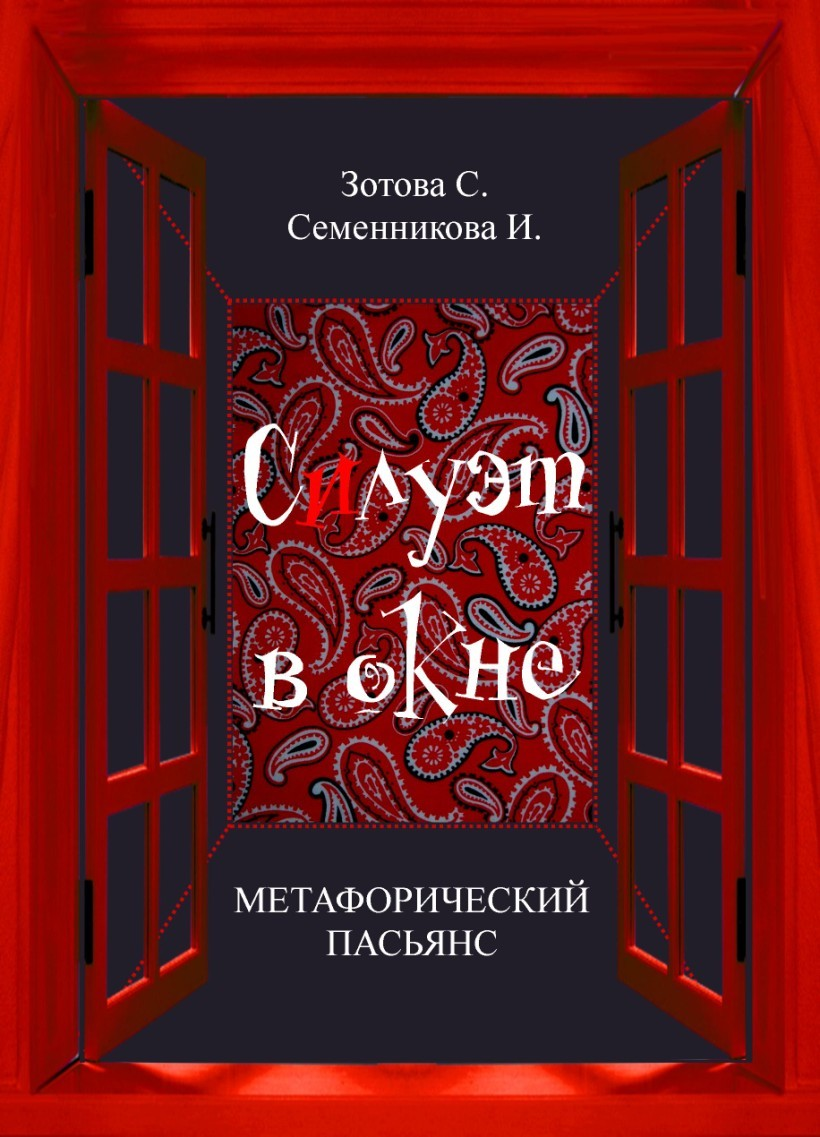 Зотова С.
Семенникова И.
Силуэт
в окне
МЕТАФОРИЧЕСКИЙ
ПАСЬЯНС